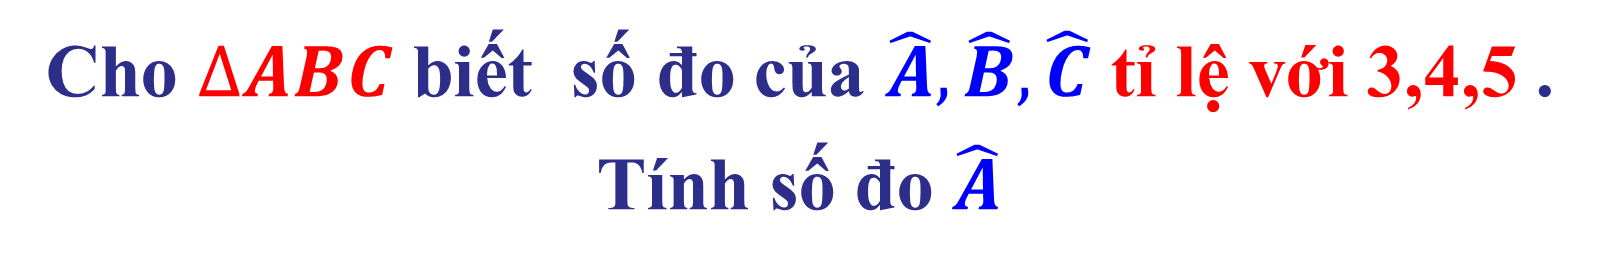 Cho ΔABC biết số đo của Â, B̂, Ĉ tỉ lệ với 3,4,5 .
Tính số đo Â